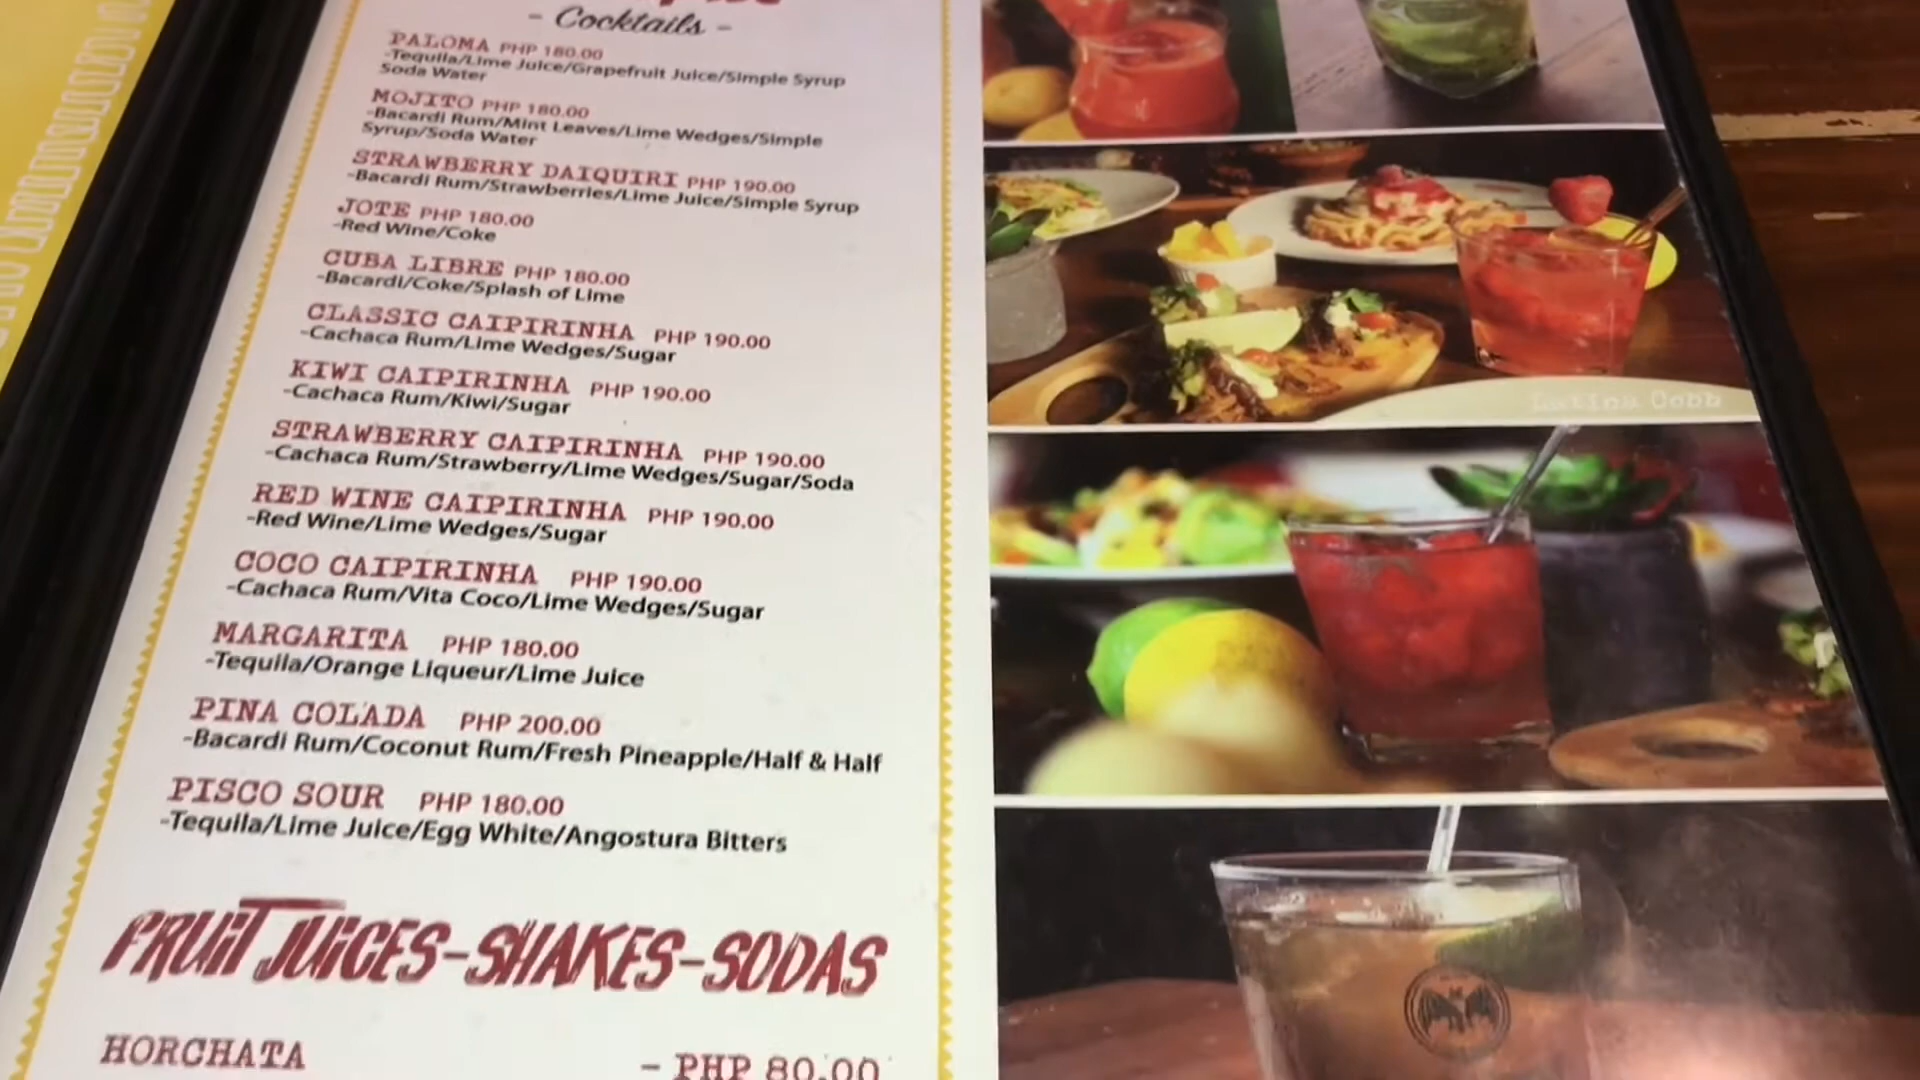 - Cocktails -
PALOMA PHP 180.00
-Tequila/Lime Juice/Grapefruit Juice/Simple Syrup
Soda Water
MOJITO PHP 180.00
-Bacardi Rum/Mint Leaves/Lime Wedges/Simple
Syrup/Soda Water
STRAWBERRY DAIQUIRI PHP 190.00
-Bacardi Rum/Strawberries/Lime Juice/Simple Syrup
JOTE PHP 180.00
-Red Wine/Coke
CUBA LIBRE PHP 180.00
-Bacardi/Coke/Splash of Lime
CLASSIC CAIPIRINHA PHP 190.00
-Cachaca Rum/Lime Wedges/Sugar
KIWI CAIPIRINHA PHP 190.00
-Cachaca Rum/Kiwi/Sugar
STRAWBERRY CAIPIRINHA PHP 190.00
-Cachaca Rum/Strawberry/Lime Wedges/Sugar/Soda
RED WINE CAIPIRINHA PHP 190.00
-Red Wine/Lime Wedges/Sugar
COCO CAIPIRINHA PHP 190.00
-Cachaca Rum/Vita Coco/Lime Wedges/Sugar
MARGARITA PHP 180.00
-Tequila/Orange Liqueur/Lime Juice
PINA COLADA PHP 200.00
-Bacardi Rum/Coconut Rum/Fresh Pineapple/Half & Half
PISCO SOUR PHP 180.00
-Tequila/Lime Juice/Egg White/Angostura Bitters
FRUIT JUICES-SHAKES-SODAS
HORCHATA - PHP 80.00